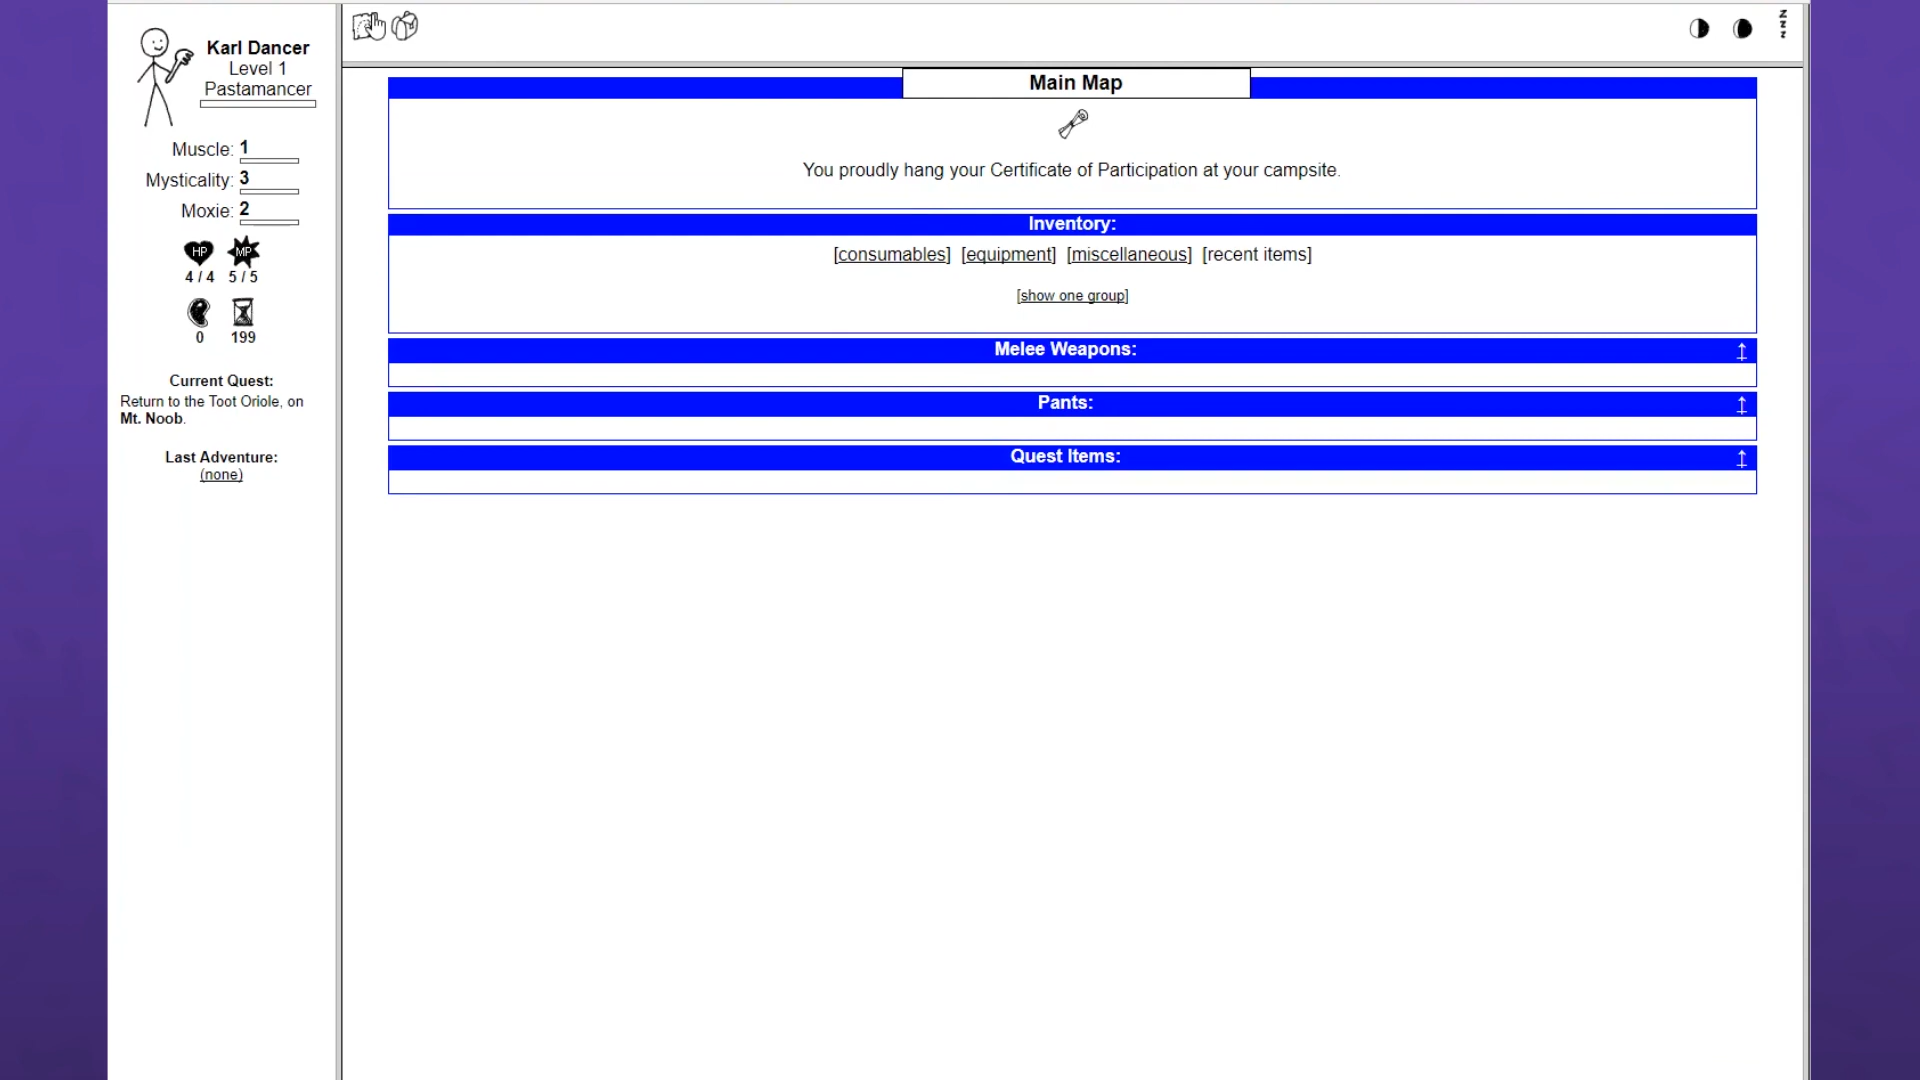 Karl Dancer
Level 1
Pastamancer
Muscle: 1
Mysticality: 3
Moxie: 2
HP MP
4 / 4 5 / 5
0 199
Current Quest:
Return to the Toot Oriole, on
Mt. Noob.
Last Adventure:
(none)
z
z
z
Main Map
You proudly hang your Certificate of Participation at your campsite.
Inventory:
[consumables] [equipment] [miscellaneous] [recent items]
[show one group]
Melee Weapons:
Pants:
Quest Items: